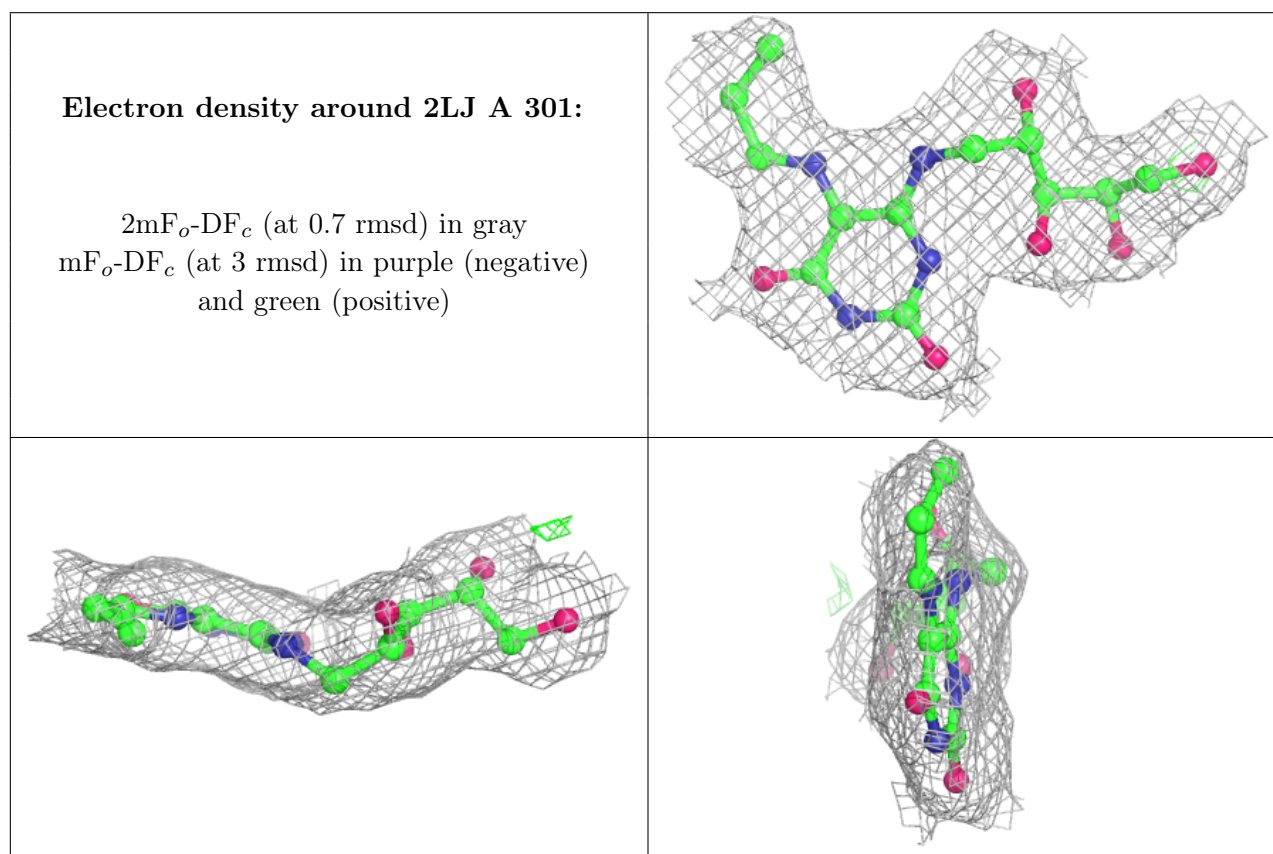 Electron density around 2LJ A 301:
2mFₒ-DF𝒸 (at 0.7 rmsd) in gray
mFₒ-DF𝒸 (at 3 rmsd) in purple (negative)
and green (positive)